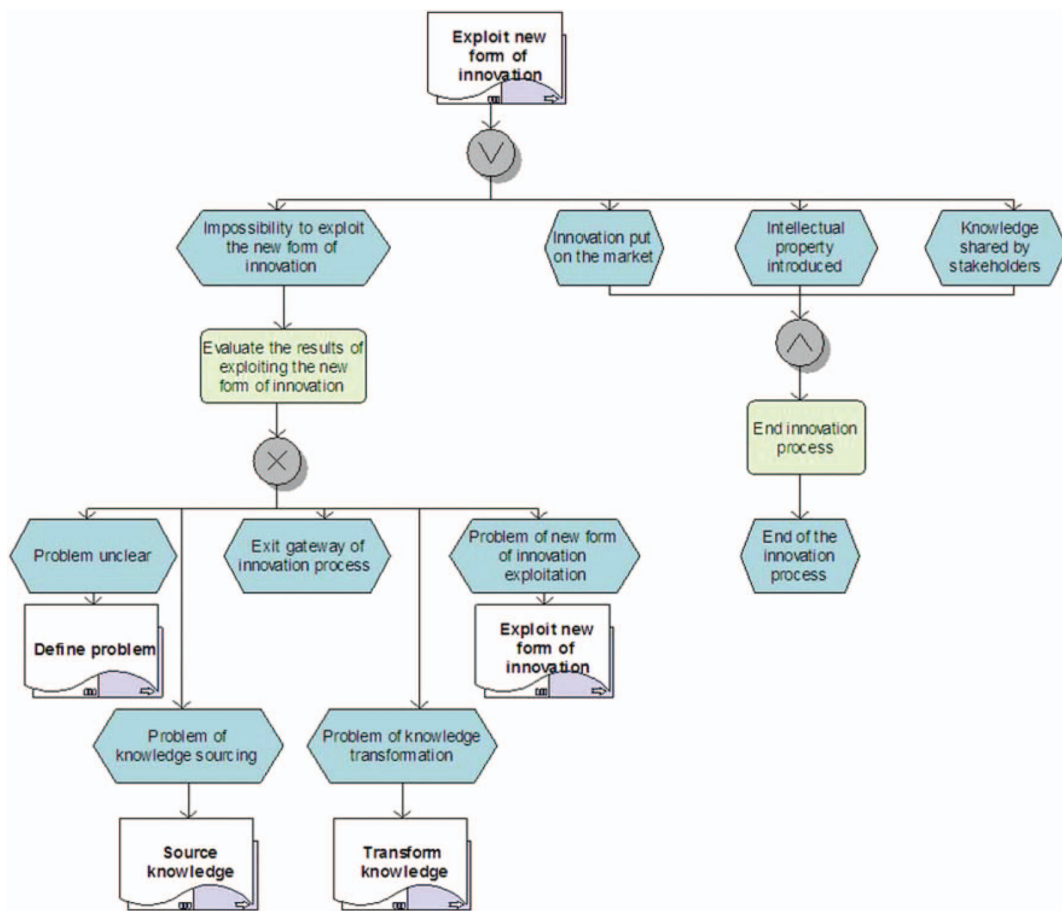 Exploit new
form of
innovation
Impossibility to exploit
the new form of
innovation
Innovation put
on the market
Intellectual
property
introduced
Knowledge
shared by
stakeholders
Evaluate the results of
exploiting the new
form of innovation
End innovation
process
Problem unclear
Exit gateway of
innovation process
Problem of new form
of innovation
exploitation
End of the
innovation
process
Define problem
Exploit new
form of
innovation
Problem of
knowledge sourcing
Problem of knowledge
transformation
Source
knowledge
Transform
knowledge